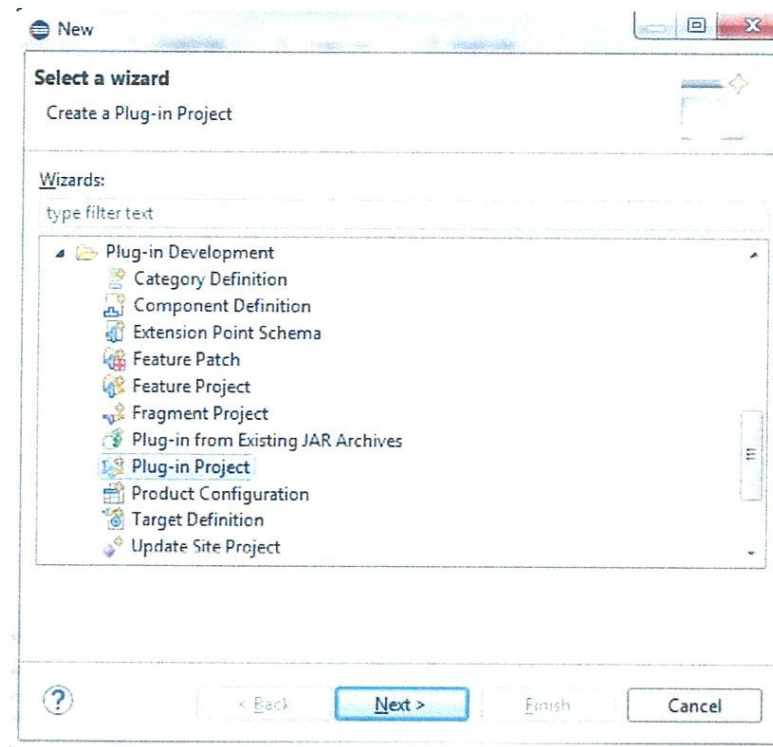 New
Select a wizard
Create a Plug-in Project
Wizards:
type filter text
Plug-in Development
Category Definition
Component Definition
Extension Point Schema
Feature Patch
Feature Project
Fragment Project
Plug-in from Existing JAR Archives
Plug-in Project
Product Configuration
Target Definition
Update Site Project
? < Back Next > Finish Cancel